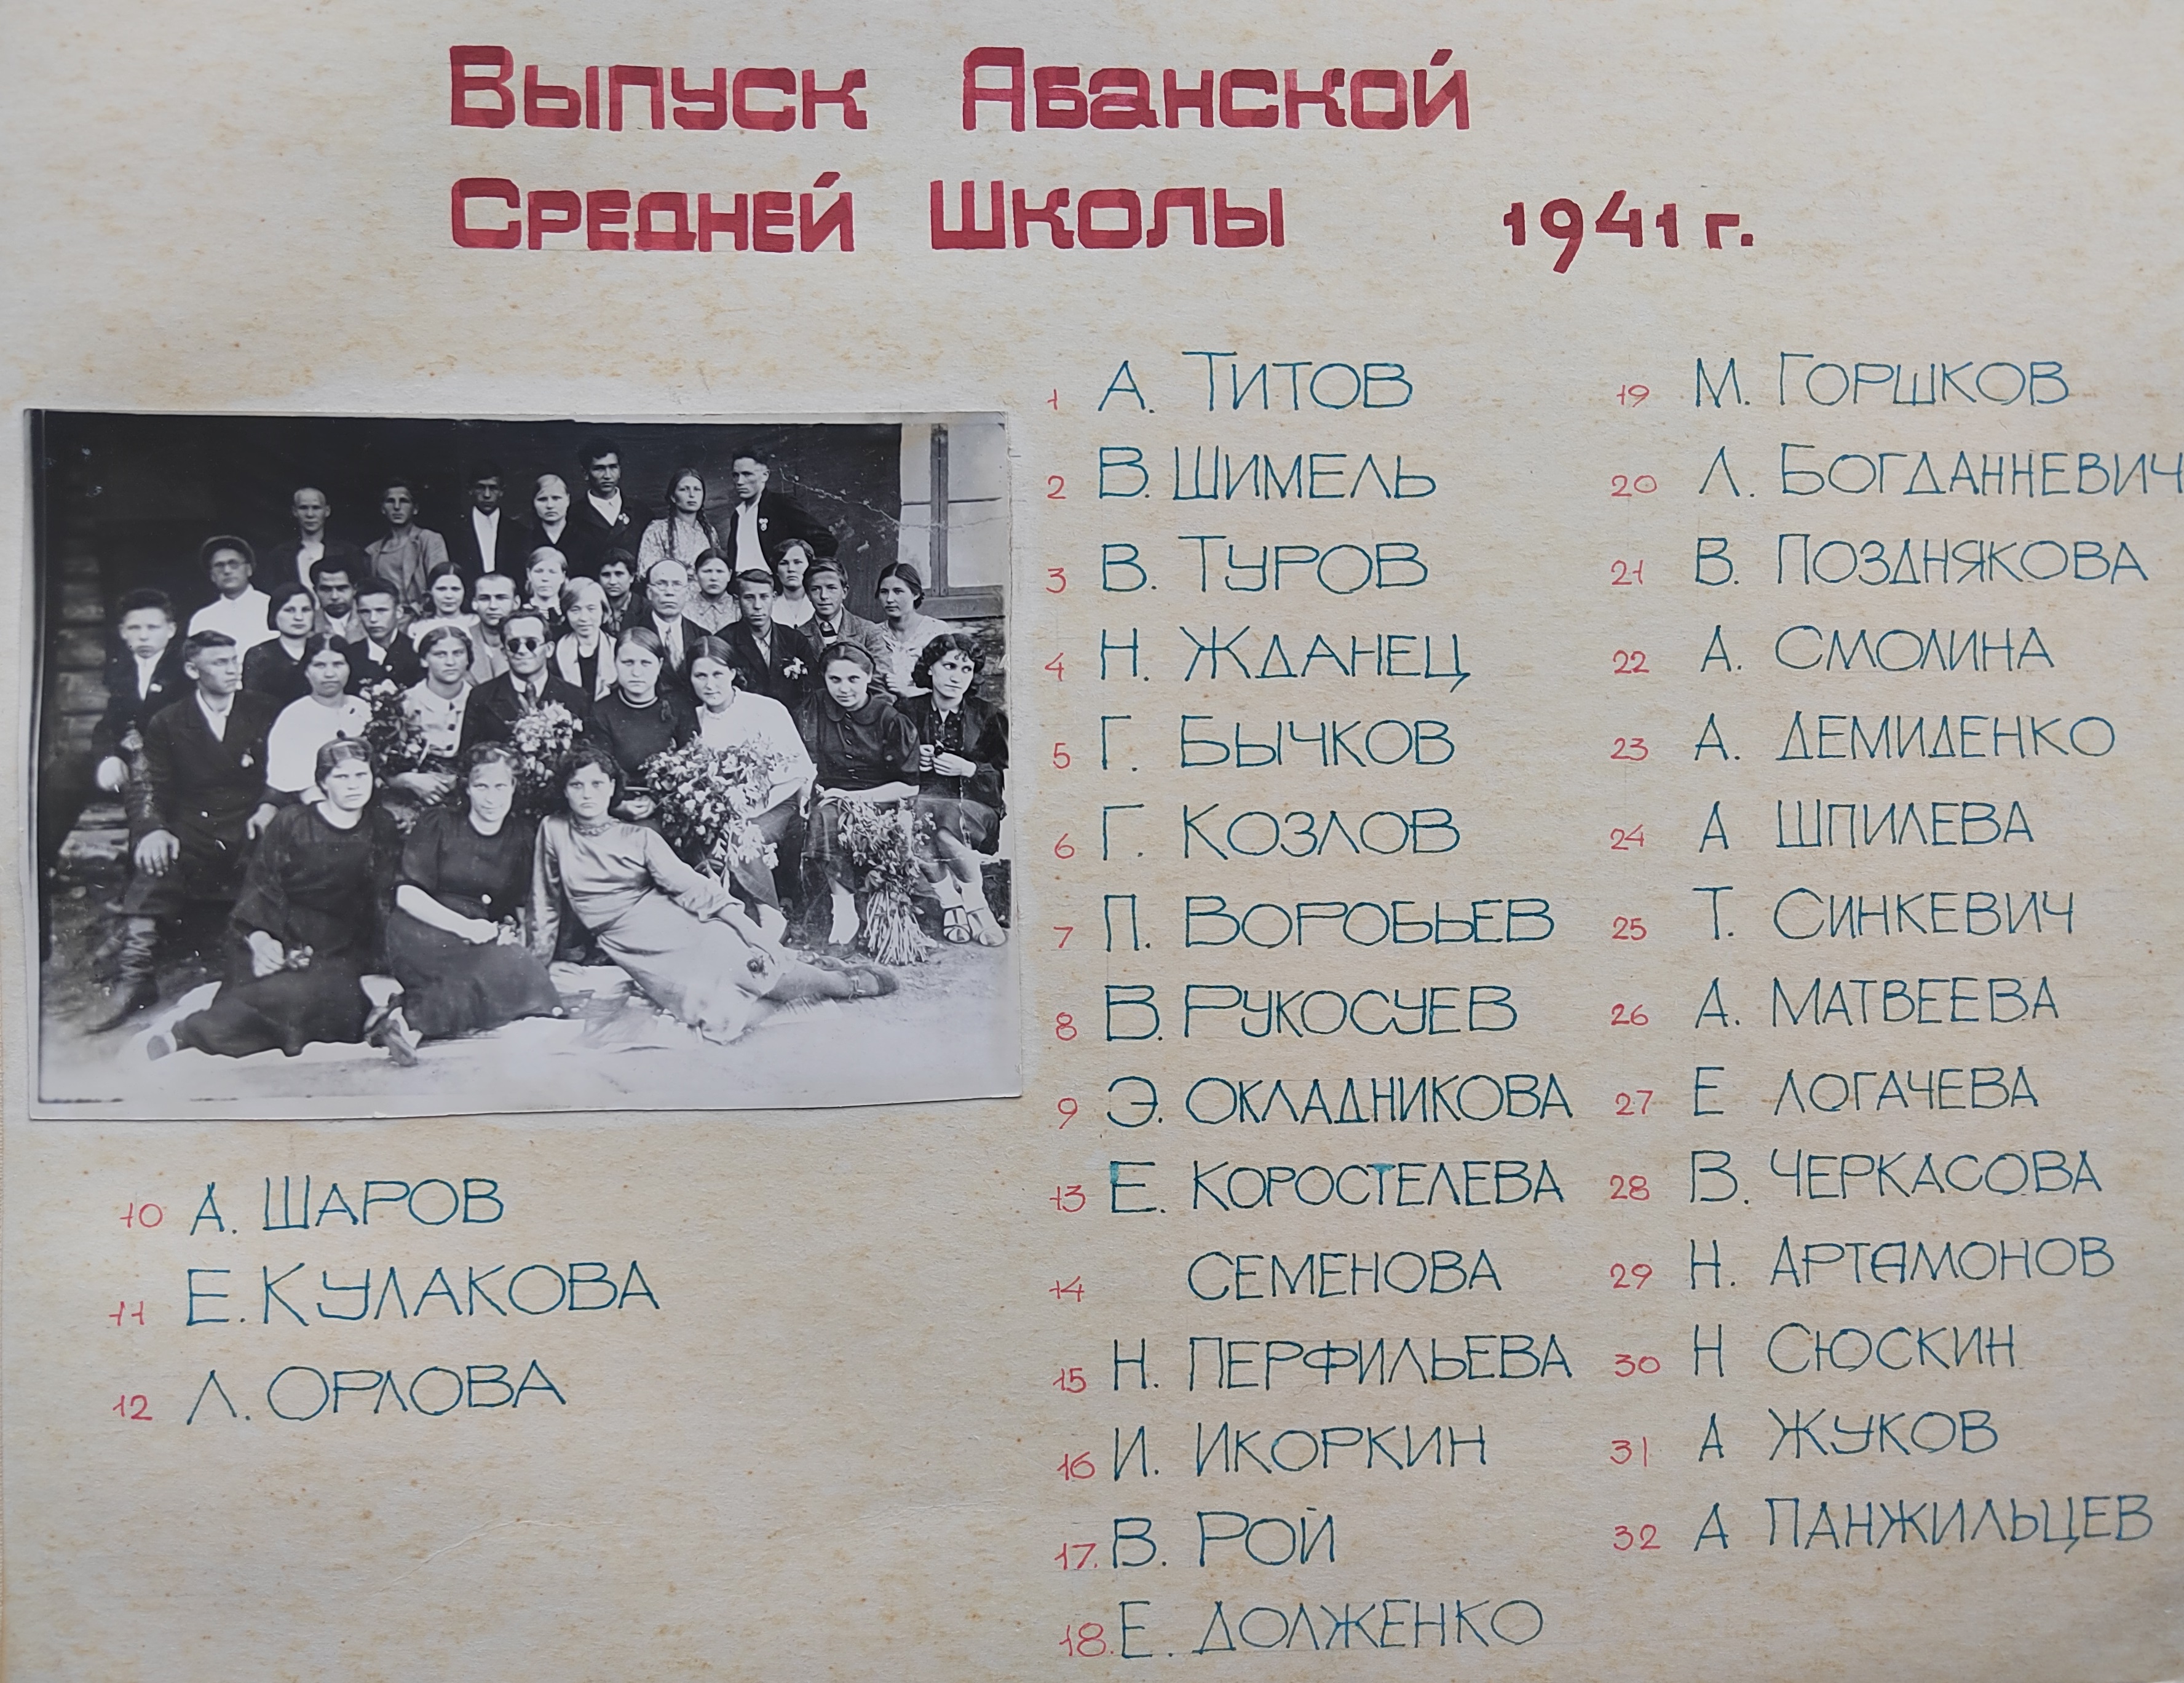 Выпуск Абанской
Средней Школы 1941 г.
1 А. ТИТОВ
2 В. ШИМЕЛЬ
3 В. ТУРОВ
4 Н. ЖДАНЕЦ
5 Г. БЫЧКОВ
6 Г. КОЗЛОВ
7 П. ВОРОБЬЕВ
8 В. РУКОСУЕВ
9 Э. ОКЛАДНИКОВА
10 А. ШАРОВ
11 Е. КУЛАКОВА
12 Л. ОРЛОВА
13 Е. КОРОСТЕЛЕВА
14 СЕМЕНОВА
15 Н. ПЕРФИЛЬЕВА
16 И. ИКОРКИН
17. В. РОЙ
18. Е. ДОЛЖЕНКО
19 М. ГОРШКОВ
20 Л. БОГДАННЕВИЧ
21 В. ПОЗДНЯКОВА
22 А. СМОЛИНА
23 А. ДЕМИДЕНКО
24 А ШПИЛЕВА
25 Т. СИНКЕВИЧ
26 А. МАТВЕЕВА
27 Е ЛОГАЧЕВА
28 В. ЧЕРКАСОВА
29 Н. АРТАМОНОВ
30 Н СЮСКИН
31 А ЖУКОВ
32 А ПАНЖИЛЬЦЕВ